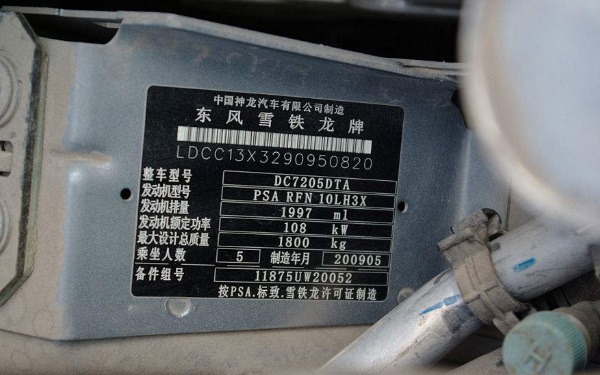 中国神龙汽车有限公司制造
东风雪铁龙牌
LDCC13X3290950820
整车型号 DC7205DTA
发动机型号 PSA RFN 10LH3X
发动机排量 1997 ml
发动机额定功率 108 kW
最大设计总质量 1800 kg
乘坐人数 5 制造年月 200905
备件组号 11875UW20052
按PSA.标致.雪铁龙许可证制造
H